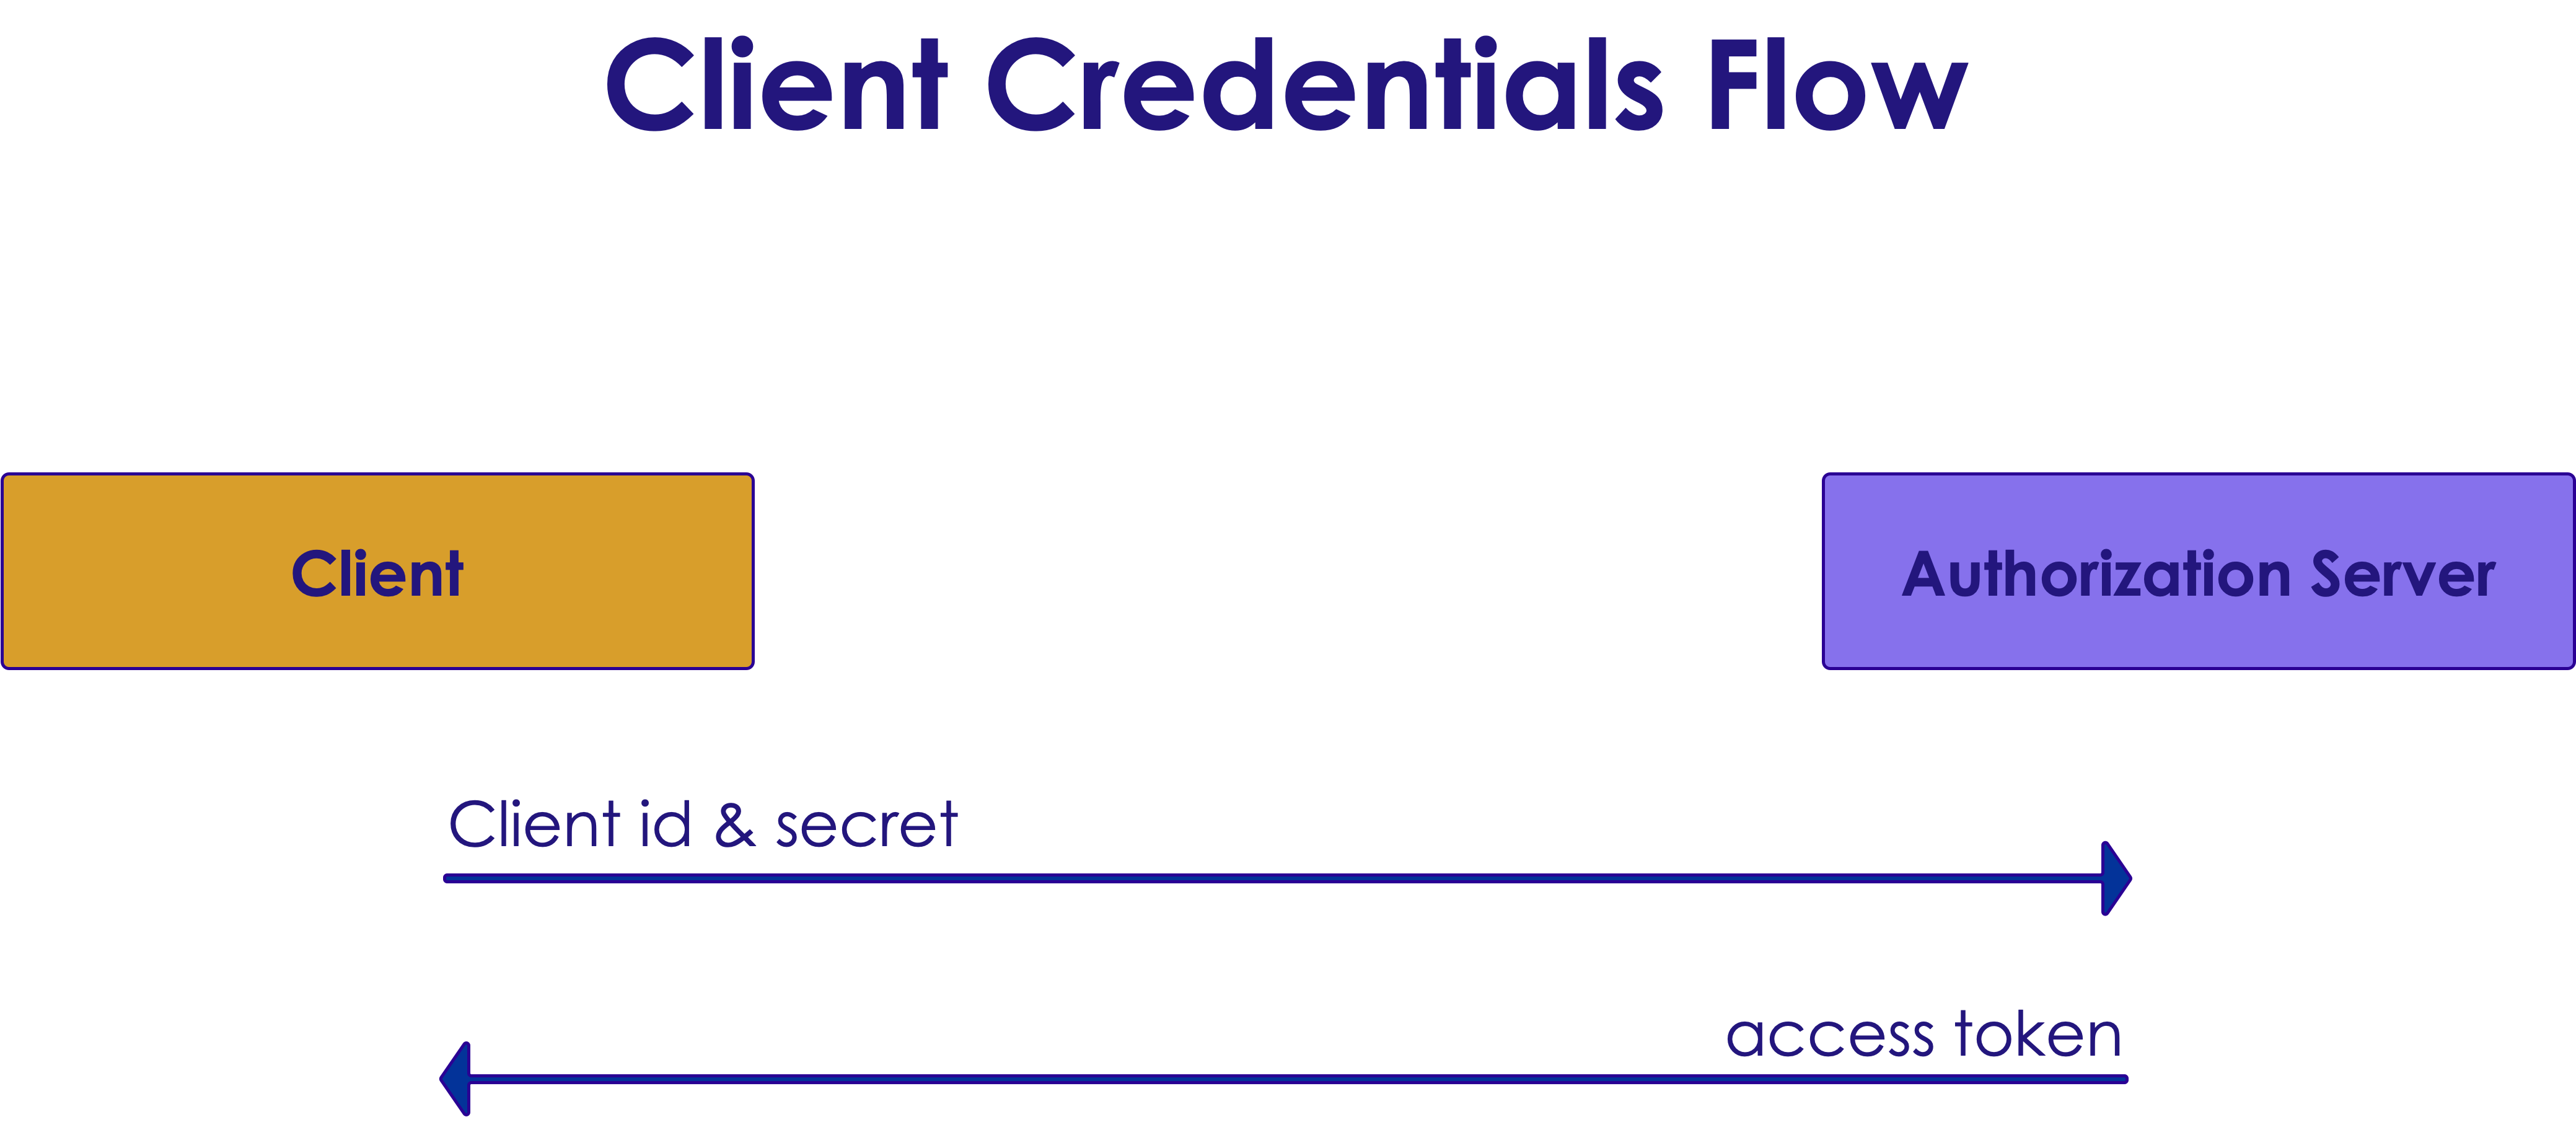 Client Credentials Flow
Client
Authorization Server
Client id & secret
access token